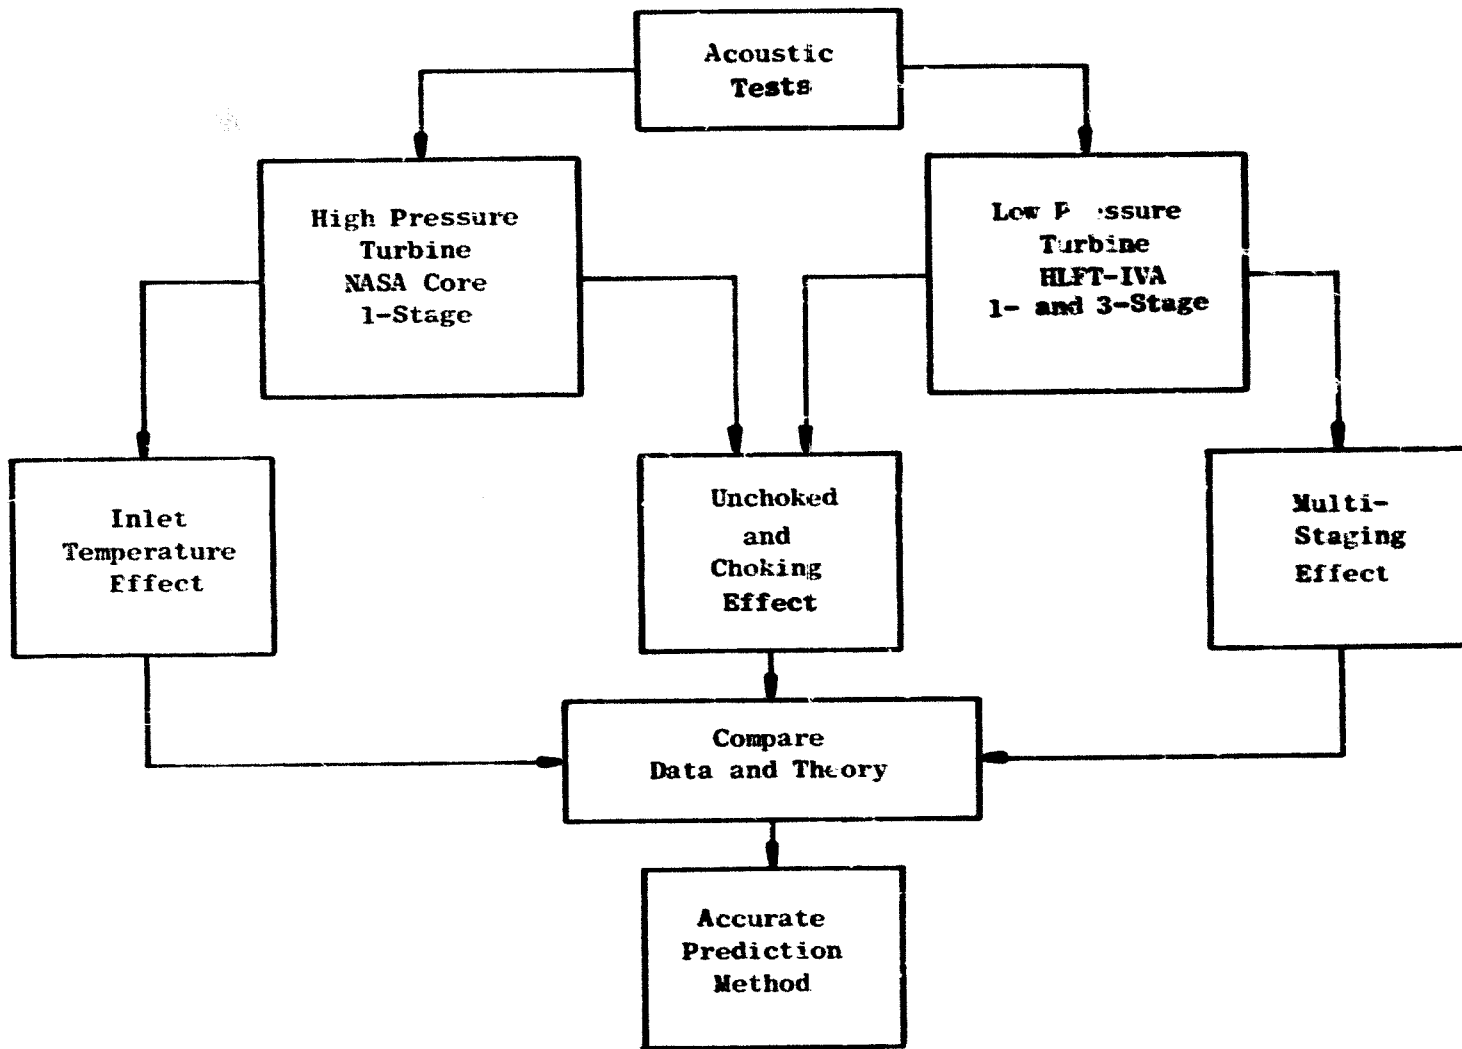 Acoustic
Tests
High Pressure
Turbine
NASA Core
1-Stage
Low P ssure
Turbine
HLFT-IVA
1- and 3-Stage
Inlet
Temperature
Effect
Unchoked
and
Choking
Effect
Multi-
Staging
Effect
Compare
Data and Theory
Accurate
Prediction
Method